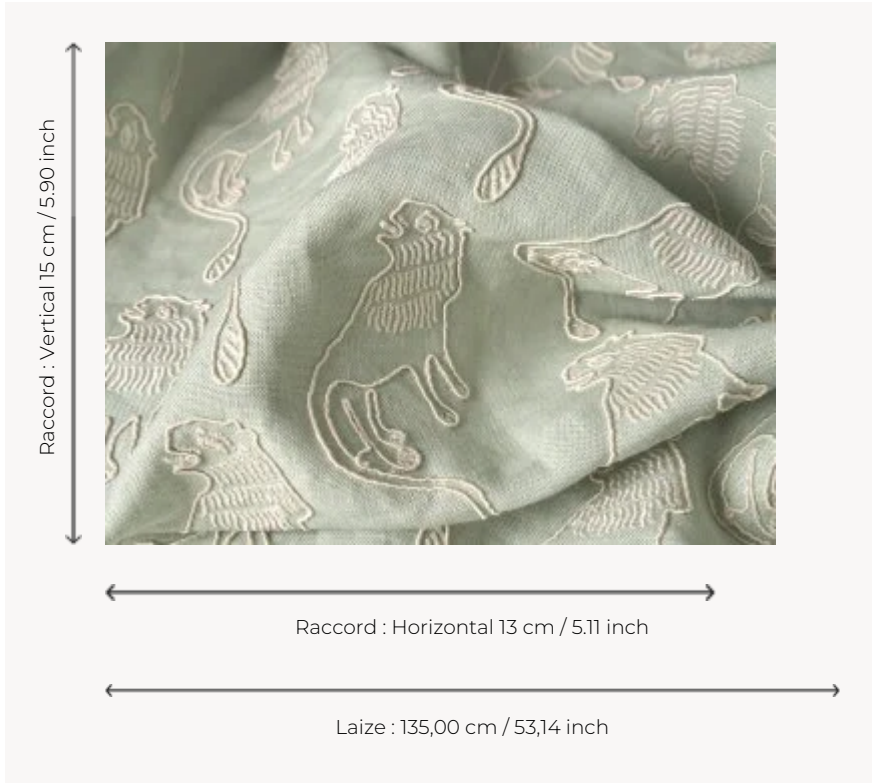 Raccord : Vertical 15 cm / 5.90 inch
Raccord : Horizontal 13 cm / 5.11 inch
Laize : 135,00 cm / 53,14 inch